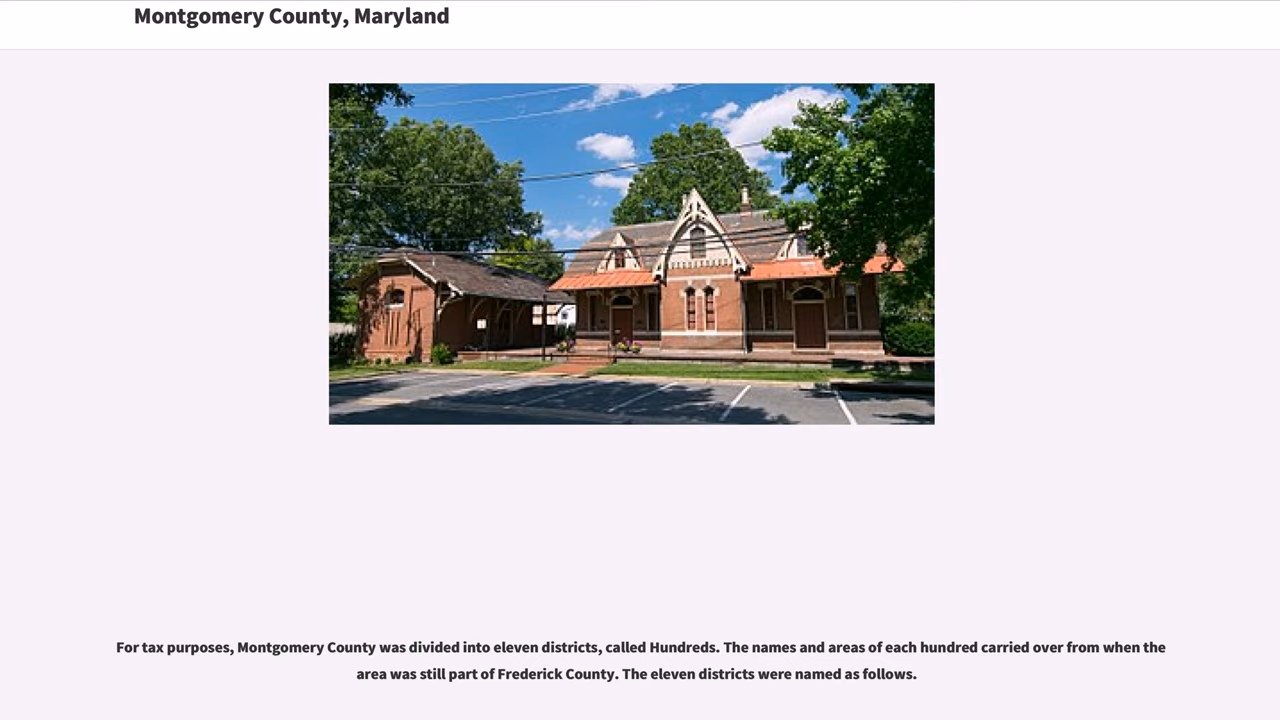 Montgomery County, Maryland
For tax purposes, Montgomery County was divided into eleven districts, called Hundreds. The names and areas of each hundred carried over from when the
area was still part of Frederick County. The eleven districts were named as follows.